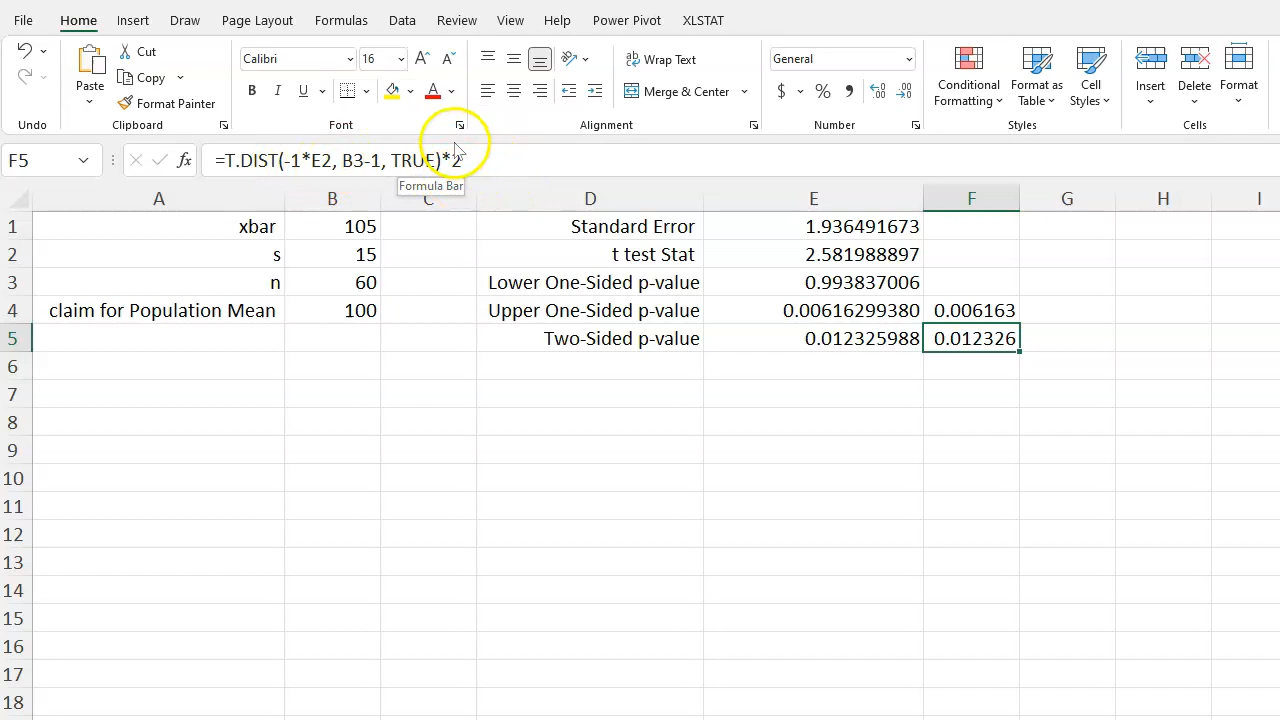 File Home Insert Draw Page Layout Formulas Data Review View Help Power Pivot XLSTAT
Cut
Copy
Format Painter
Paste
Calibri 16
B I U
Wrap Text
Merge & Center
General
$ %
Conditional Formatting
Format as Table
Cell Styles
Insert Delete Format
Undo Clipboard Font Alignment Number Styles Cells
F5 fx =T.DIST(-1*E2, B3-1, TRUE)*2
Formula Bar
A B C D E F G H I
1 xbar 105 Standard Error 1.936491673
2 s 15 t test Stat 2.581988897
3 n 60 Lower One-Sided p-value 0.993837006
4 claim for Population Mean 100 Upper One-Sided p-value 0.00616299380 0.006163
5 Two-Sided p-value 0.012325988 0.012326
6
7
8
9
10
11
12
13
14
15
16
17
18